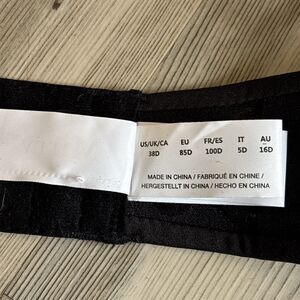 US/UK/CA EU FR/ES IT AU
38D 85D 100D 5D 16D
MADE IN CHINA / FABRIQUÉ EN CHINE /
HERGESTELLT IN CHINA / HECHO EN CHINA